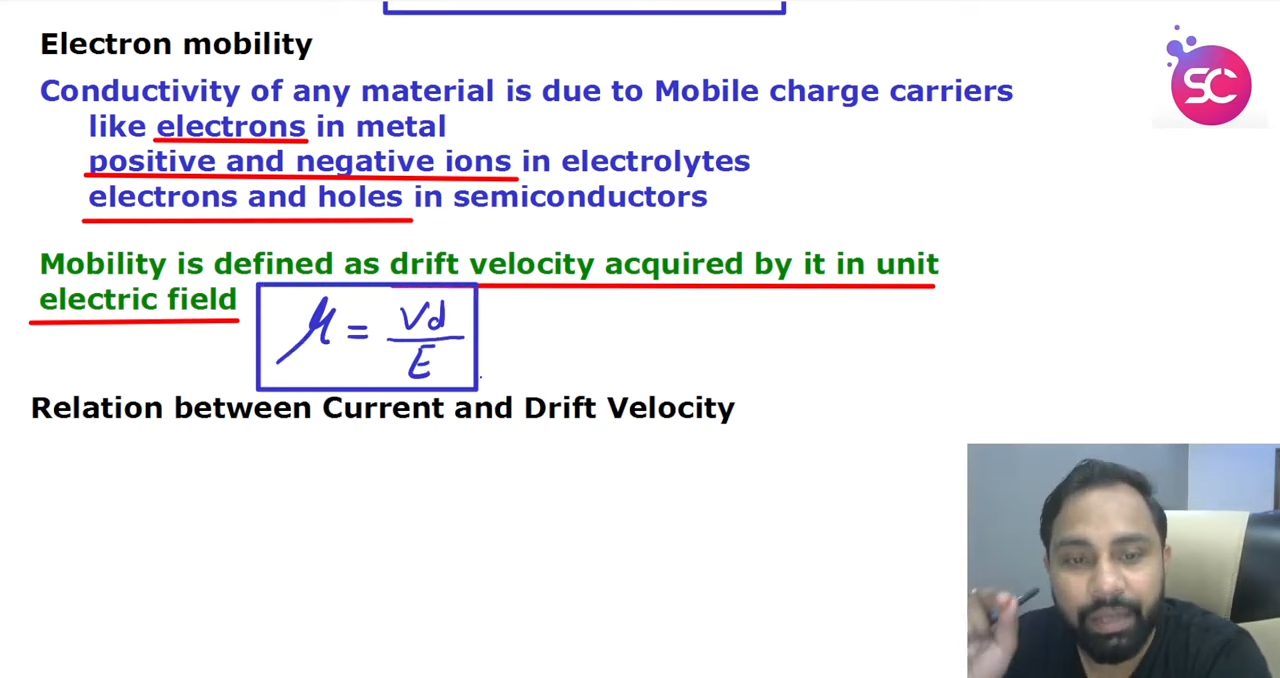 Electron mobility
SC
Conductivity of any material is due to Mobile charge carriers
like electrons in metal
positive and negative ions in electrolytes
electrons and holes in semiconductors
Mobility is defined as drift velocity acquired by it in unit
electric field
μ = Vd / E
Relation between Current and Drift Velocity